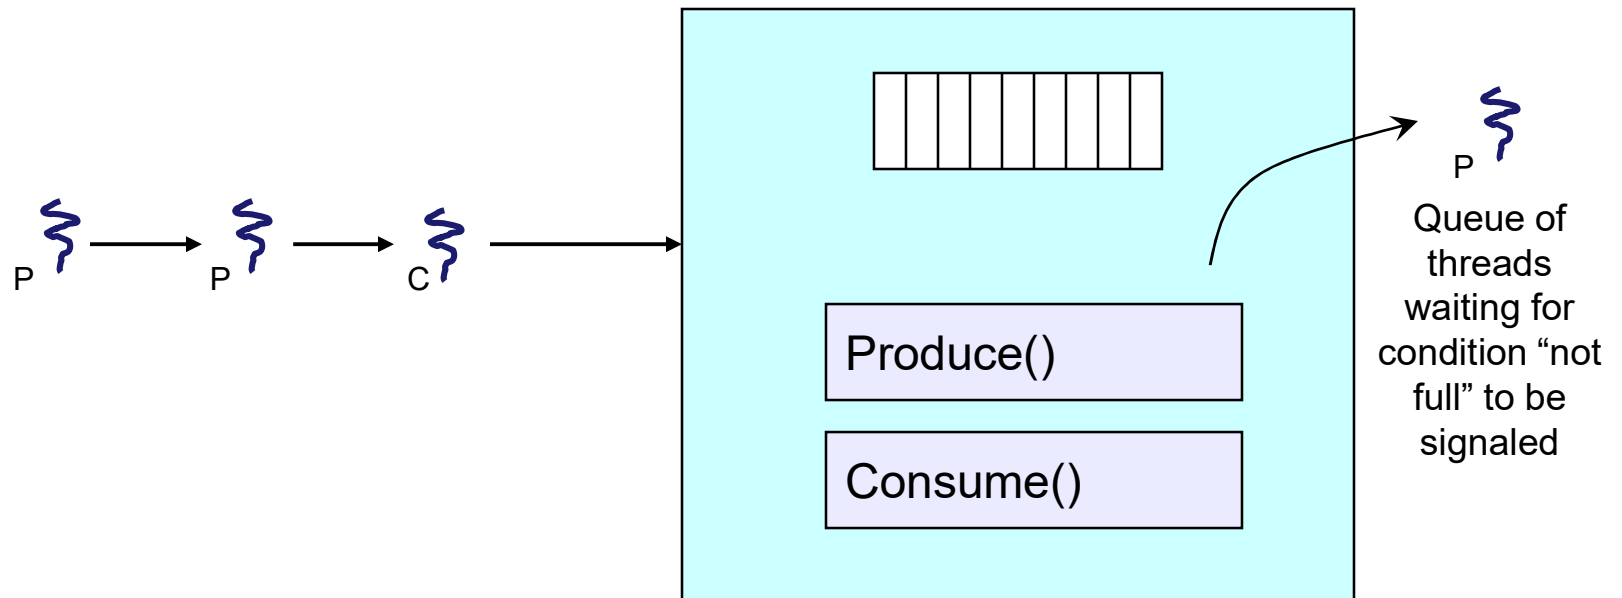 P
P
C
Produce()
Consume()
P
Queue of
threads
waiting for
condition “not
full” to be
signaled